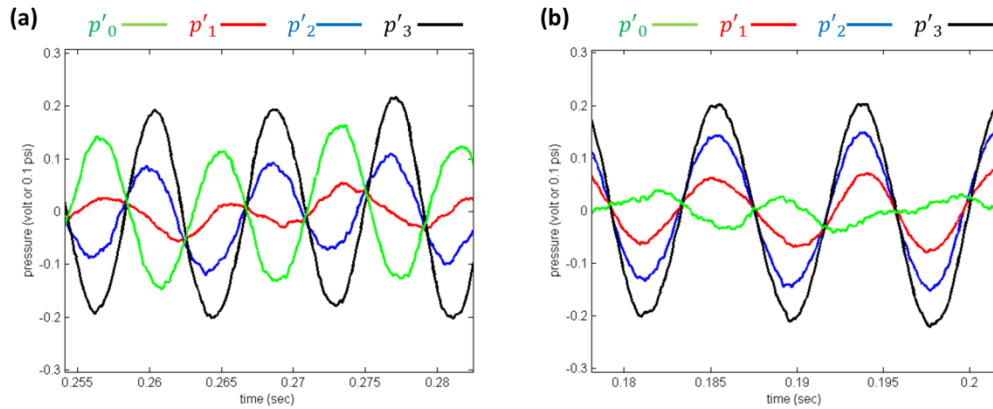 (a) p'0 p'1 p'2 p'3
0.3
0.2
0.1
0
-0.1
-0.2
-0.3
pressure (volt or 0.1 psi)
0.255 0.26 0.265 0.27 0.275 0.28
time (sec)
(b) p'0 p'1 p'2 p'3
0.3
0.2
0.1
0
-0.1
-0.2
-0.3
pressure (volt or 0.1 psi)
0.18 0.185 0.19 0.195 0.2
time (sec)